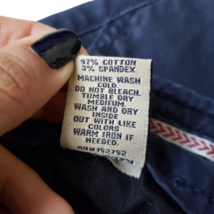 97% COTTON
3% SPANDEX
MACHINE WASH
COLD.
DO NOT BLEACH.
TUMBLE DRY
MEDIUM.
WASH AND DRY
INSIDE
OUT WITH LIKE
COLORS
WARM IRON IF
NEEDED.